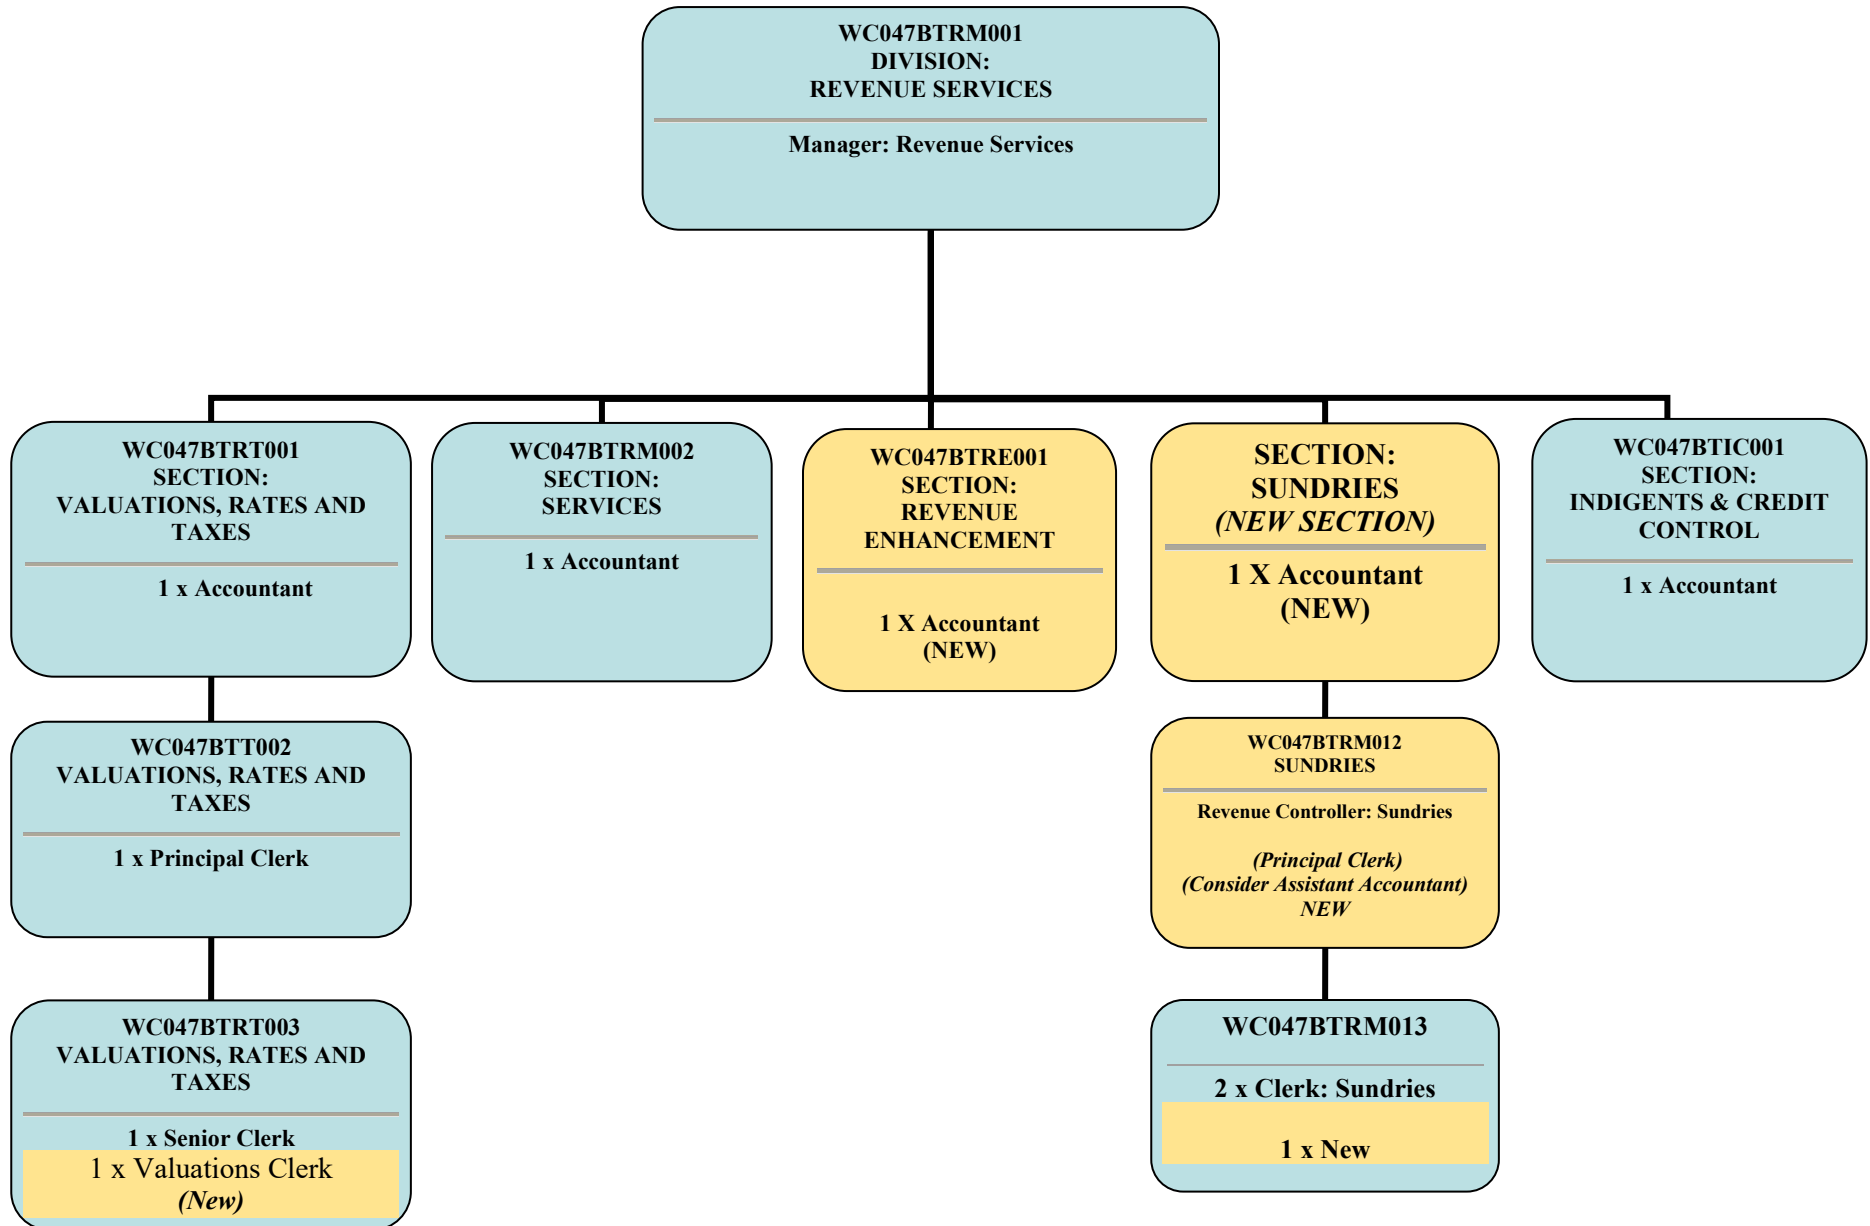 WC047BTRM001
DIVISION:
REVENUE SERVICES
Manager: Revenue Services
WC047BTRT001
SECTION:
VALUATIONS, RATES AND
TAXES
1 x Accountant
WC047BTRM002
SECTION:
SERVICES
1 x Accountant
WC047BTRE001
SECTION:
REVENUE
ENHANCEMENT
1 X Accountant
(NEW)
SECTION:
SUNDRIES
(NEW SECTION)
1 X Accountant
(NEW)
WC047BTIC001
SECTION:
INDIGENTS & CREDIT
CONTROL
1 x Accountant
WC047BTT002
VALUATIONS, RATES AND
TAXES
1 x Principal Clerk
WC047BTRM012
SUNDRIES
Revenue Controller: Sundries
(Principal Clerk)
(Consider Assistant Accountant)
NEW
WC047BTRT003
VALUATIONS, RATES AND
TAXES
1 x Senior Clerk
1 x Valuations Clerk
(New)
WC047BTRM013
2 x Clerk: Sundries
1 x New